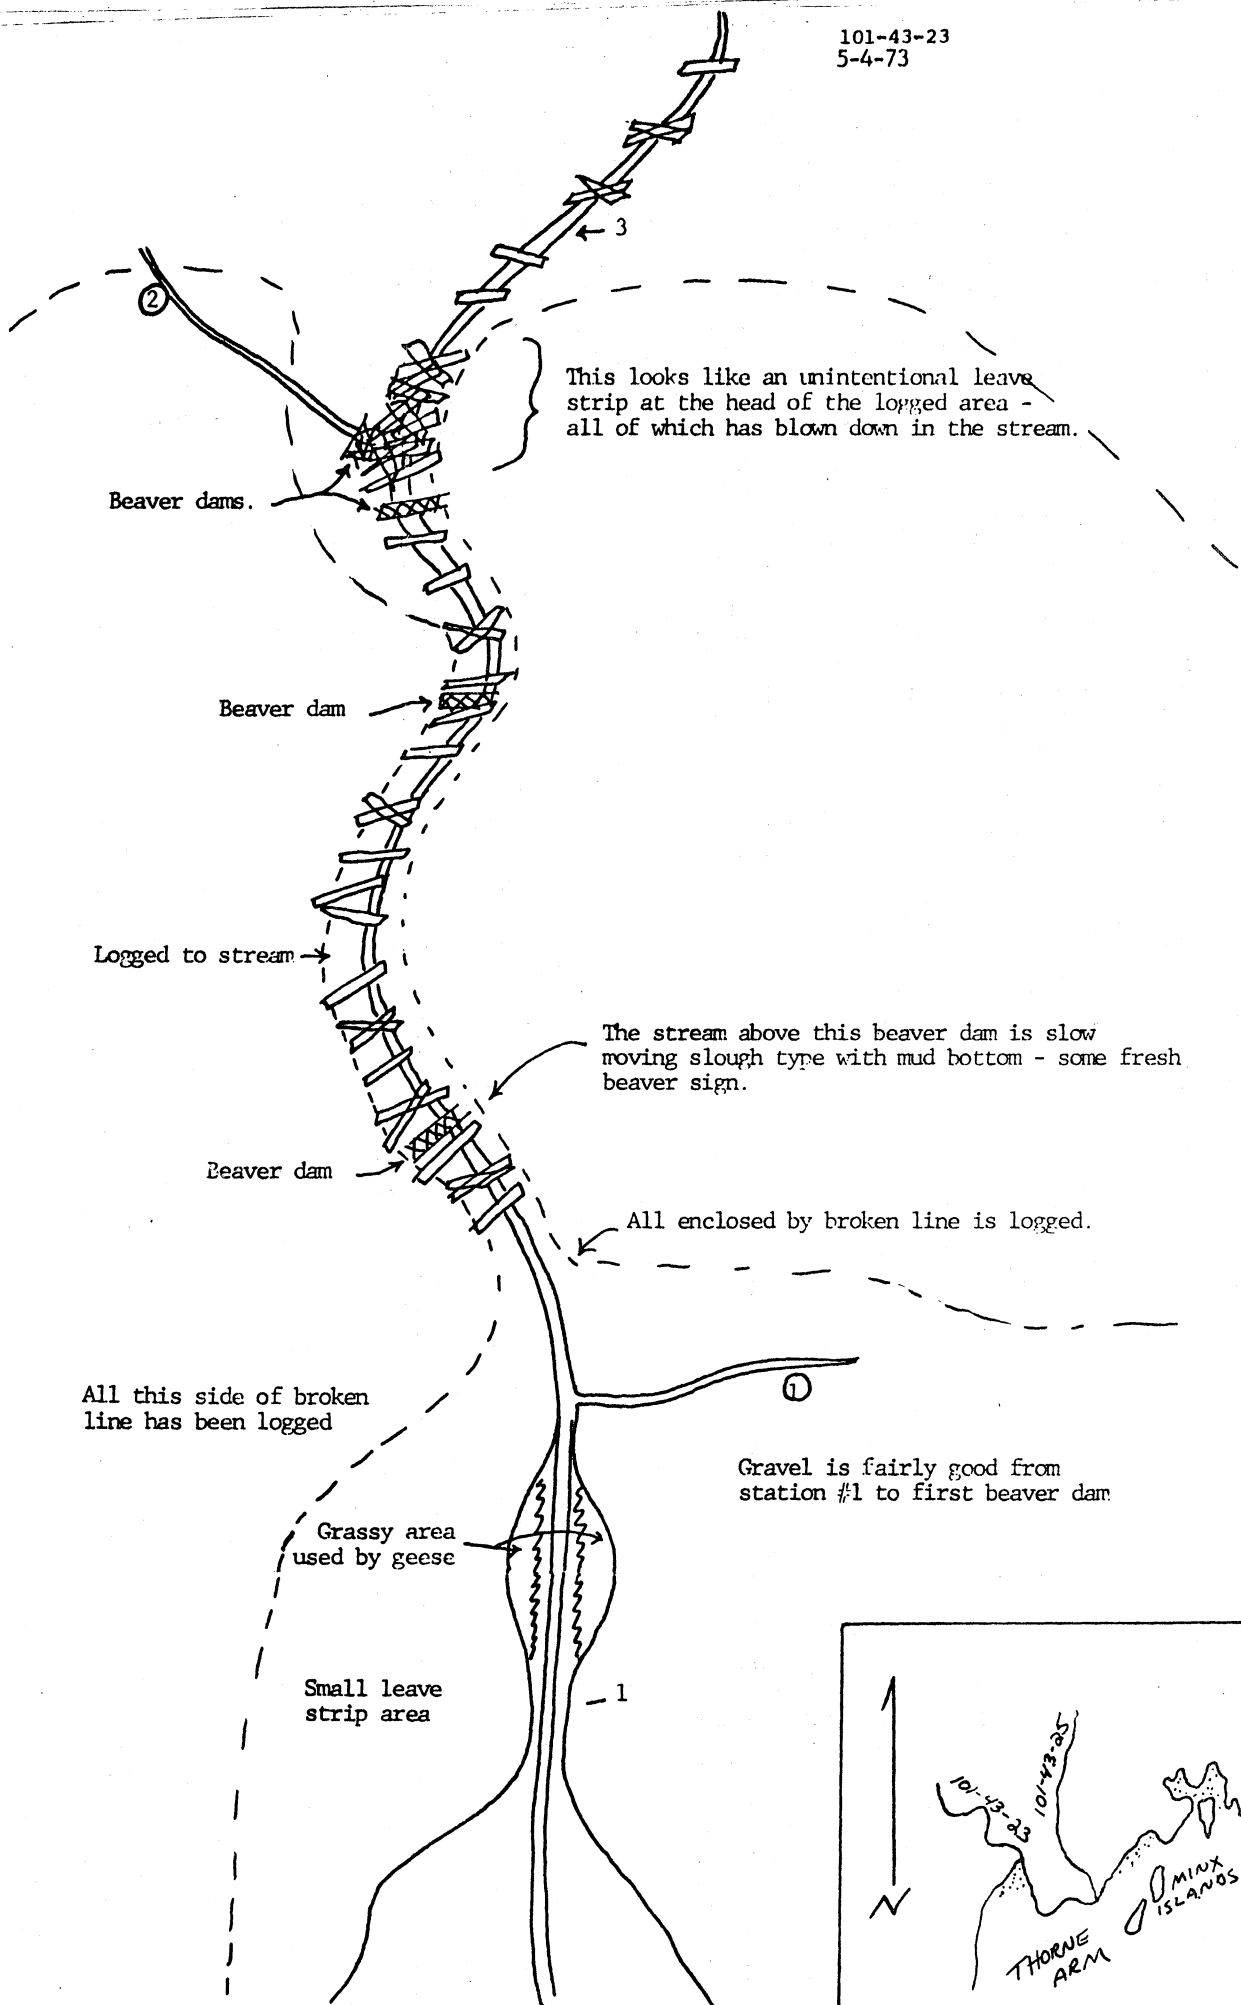 101-43-23
5-4-73
3
2
This looks like an unintentional leave
strip at the head of the logged area -
all of which has blown down in the stream.
Beaver dams.
Beaver dam
Logged to stream
The stream above this beaver dam is slow
moving slough type with mud bottom - some fresh
beaver sign.
Beaver dam
All enclosed by broken line is logged.
All this side of broken
line has been logged
1
Gravel is fairly good from
station #1 to first beaver dam
Grassy area
used by geese
Small leave
strip area
1
N
101-43-23
101-43-25
MINX
ISLANDS
THORNE
ARM